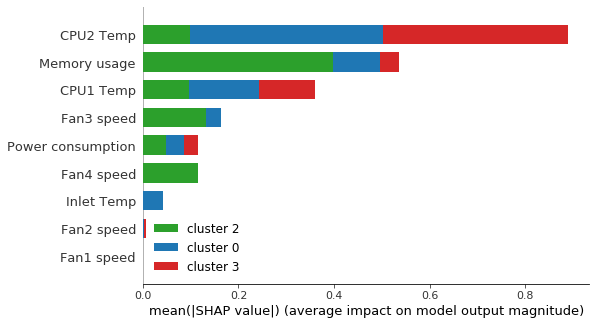 CPU2 Temp
Memory usage
CPU1 Temp
Fan3 speed
Power consumption
Fan4 speed
Inlet Temp
Fan2 speed
Fan1 speed
cluster 2
cluster 0
cluster 3
0.0 0.2 0.4 0.6 0.8
mean(|SHAP value|) (average impact on model output magnitude)